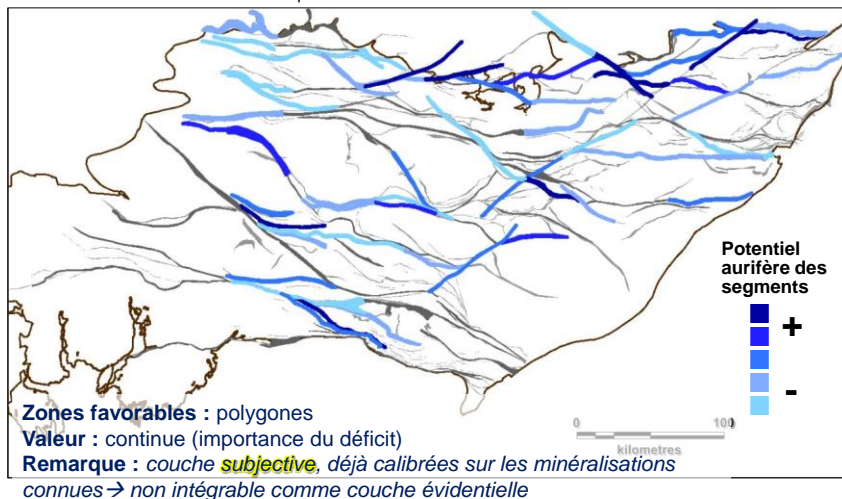 Potentiel
aurifère des
segments
+
-
0
100
kilometres
Zones favorables : polygones
Valeur : continue (importance du déficit)
Remarque : couche subjective, déjà calibrées sur les minéralisations
connues→ non intégrable comme couche évidentielle